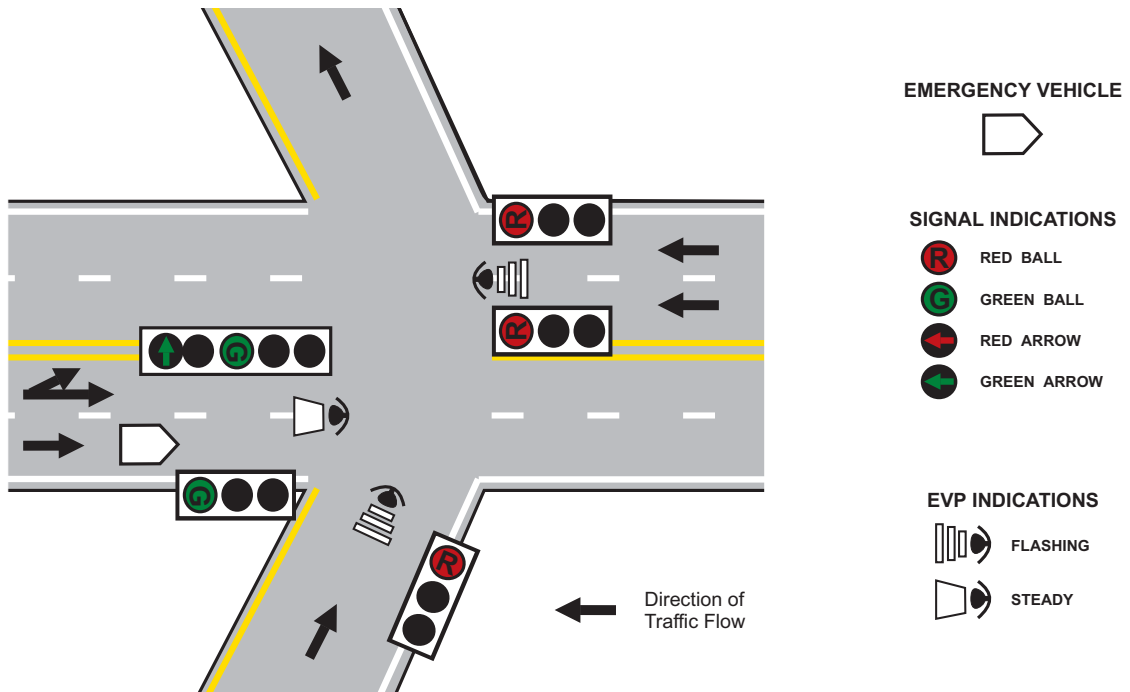 EMERGENCY VEHICLE
SIGNAL INDICATIONS
R RED BALL
G GREEN BALL
RED ARROW
GREEN ARROW
EVP INDICATIONS
FLASHING
STEADY
Direction of
Traffic Flow
R
R
G
G
R